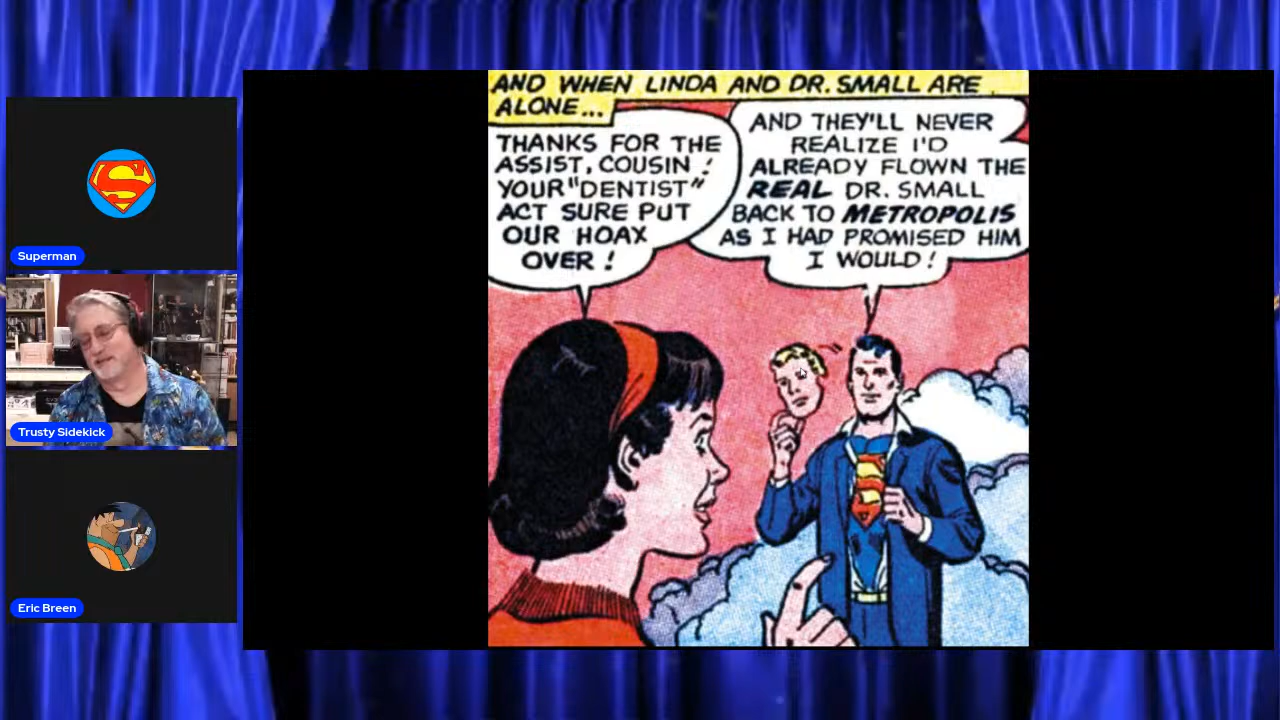 AND WHEN LINDA AND DR. SMALL ARE
ALONE...
THANKS FOR THE
ASSIST, COUSIN!
YOUR "DENTIST"
ACT SURE PUT
OUR HOAX
OVER!
AND THEY'LL NEVER
REALIZE I'D
ALREADY FLOWN THE
REAL DR. SMALL
BACK TO METROPOLIS
AS I HAD PROMISED HIM
I WOULD!
Superman
Trusty Sidekick
Eric Breen